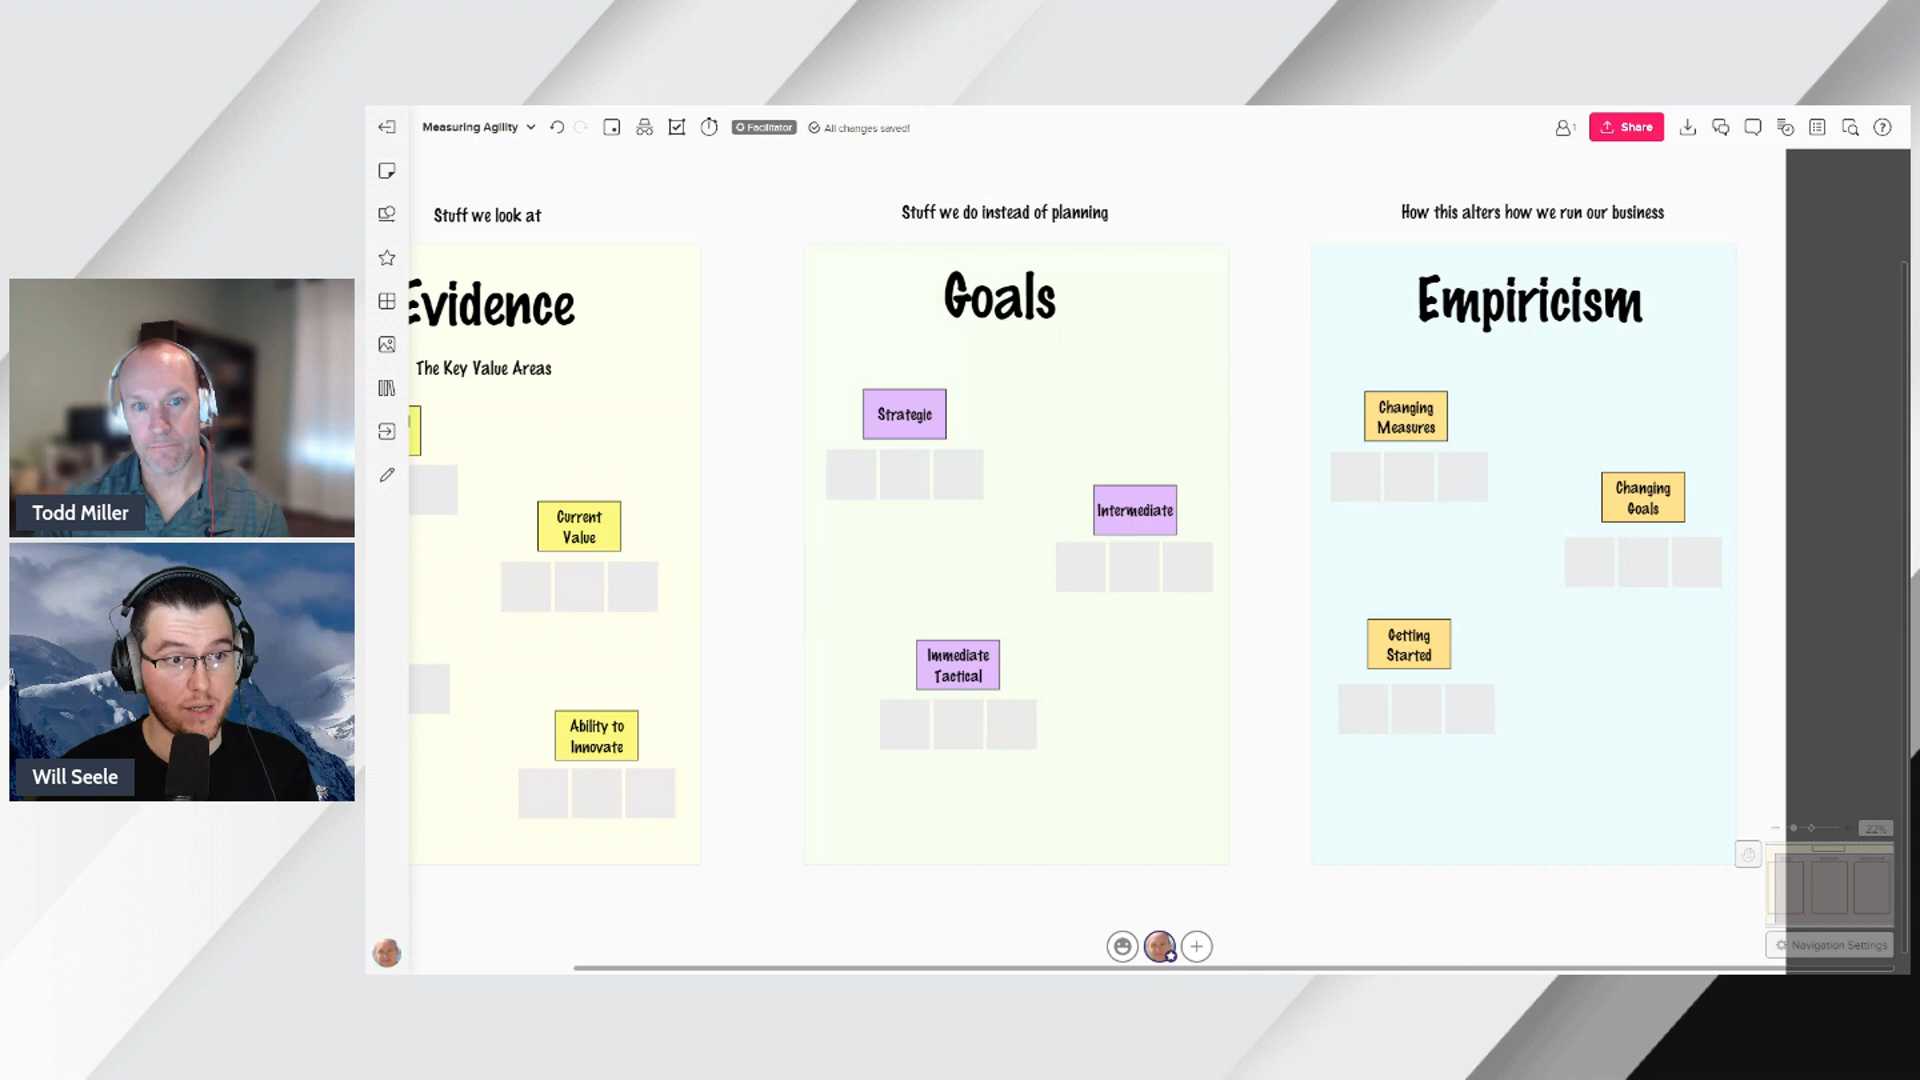 Measuring Agility
Facilitator
All changes saved!
1
Share
Stuff we look at
Stuff we do instead of planning
How this alters how we run our business
Evidence
Goals
Empiricism
The Key Value Areas
Strategic
Changing
Measures
Intermediate
Changing
Goals
Current
Value
Todd Miller
Immediate
Tactical
Getting
Started
Ability to
Innovate
Will Seele
22%
Navigation Settings